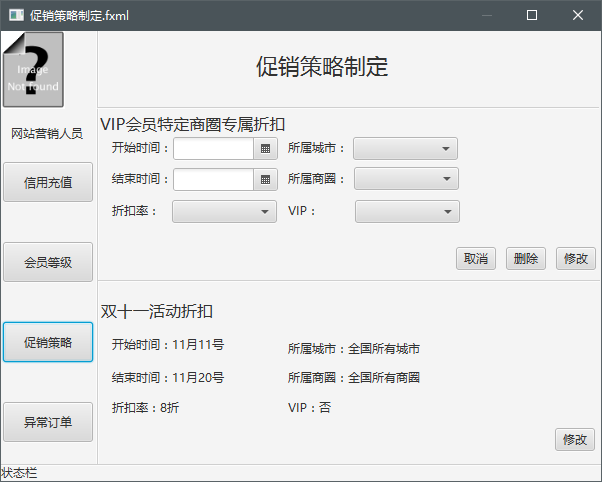 促销策略制定.fxml
Image
Not found
网站营销人员
信用充值
会员等级
促销策略
异常订单
促销策略制定
VIP会员特定商圈专属折扣
开始时间： 所属城市：
结束时间： 所属商圈：
折扣率： VIP：
取消 删除 修改
双十一活动折扣
开始时间：11月11号 所属城市：全国所有城市
结束时间：11月20号 所属商圈：全国所有商圈
折扣率：8折 VIP：否
修改
状态栏